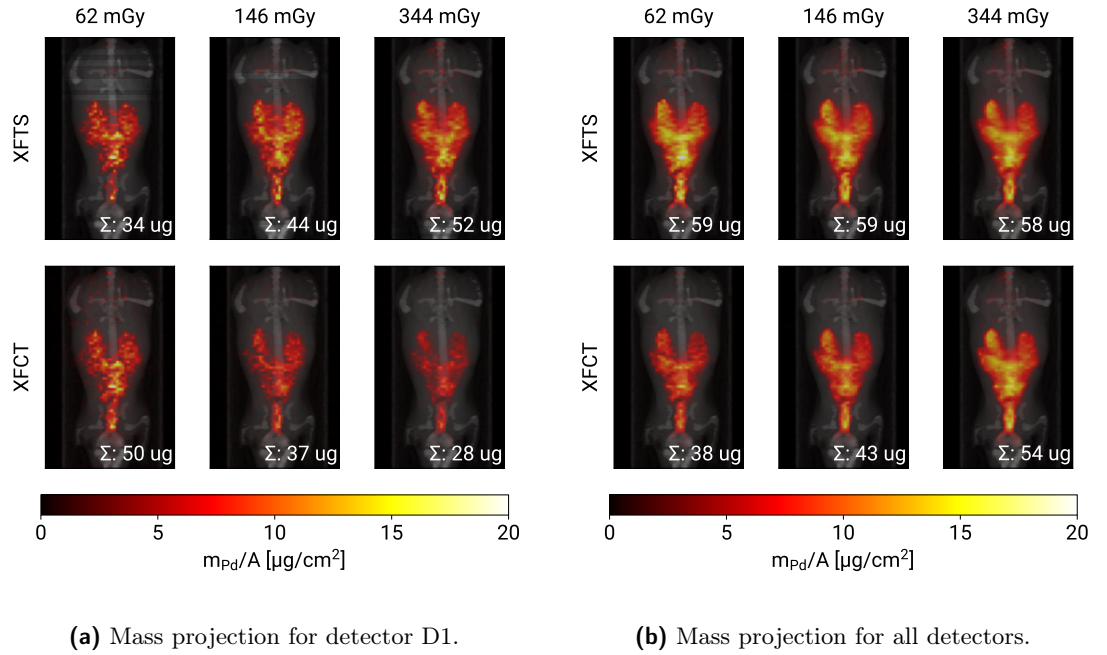 62 mGy 146 mGy 344 mGy
XFTS
Σ: 34 ug Σ: 44 ug Σ: 52 ug
XFCT
Σ: 50 ug Σ: 37 ug Σ: 28 ug
0 5 10 15 20
mPd/A [µg/cm²]
(a) Mass projection for detector D1.
62 mGy 146 mGy 344 mGy
XFTS
Σ: 59 ug Σ: 59 ug Σ: 58 ug
XFCT
Σ: 38 ug Σ: 43 ug Σ: 54 ug
0 5 10 15 20
mPd/A [µg/cm²]
(b) Mass projection for all detectors.